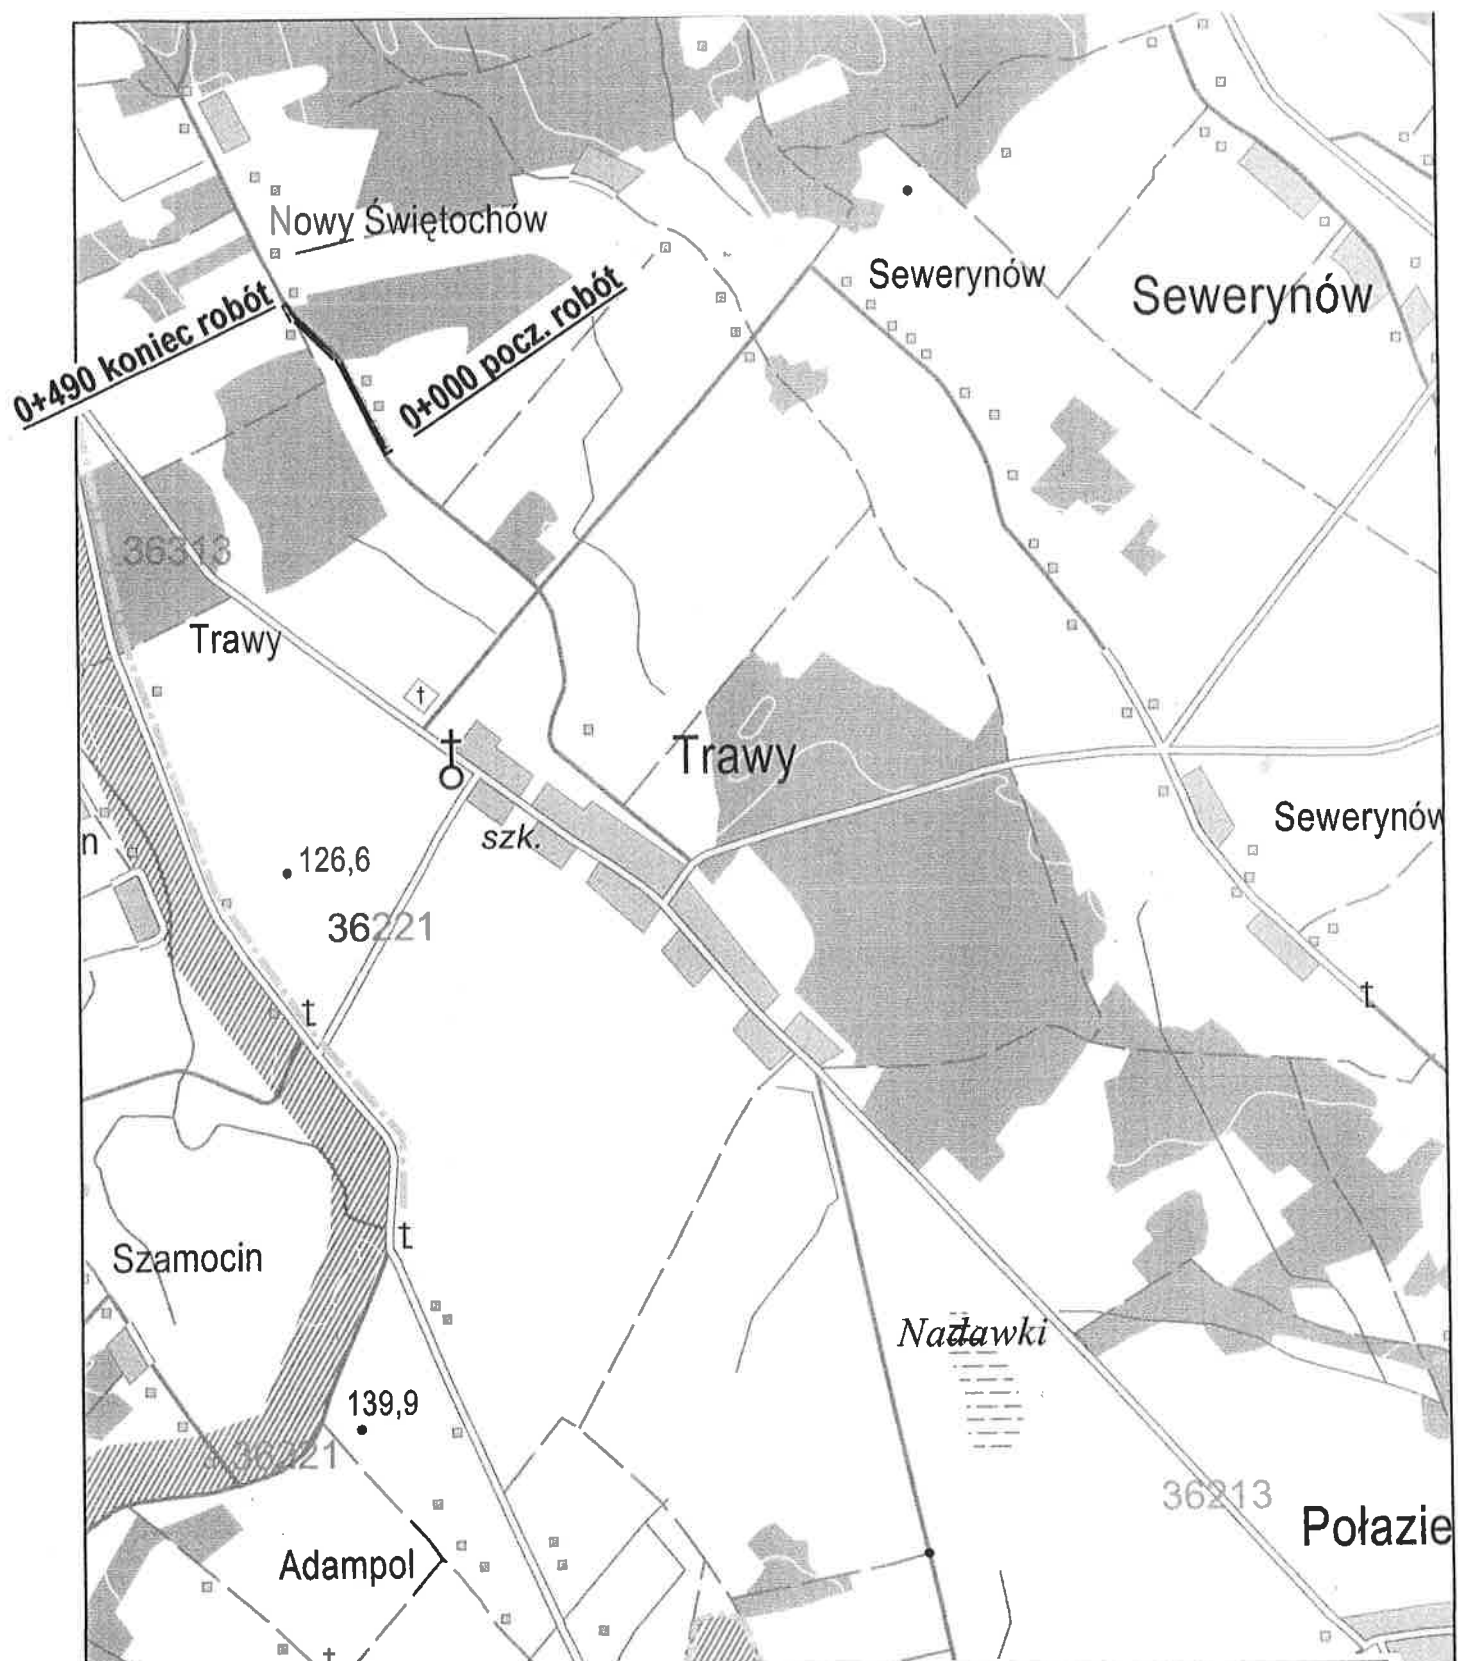 Nowy Świętochów
Sewerynów
Sewerynów
0+490 koniec robót
0+000 pocz. robót
36313
Trawy
Trawy
szk.
Sewerynów
n
126,6
36221
t
t
t
Szamocin
Nadawki
139,9
36221
36213
Połazie
Adampol